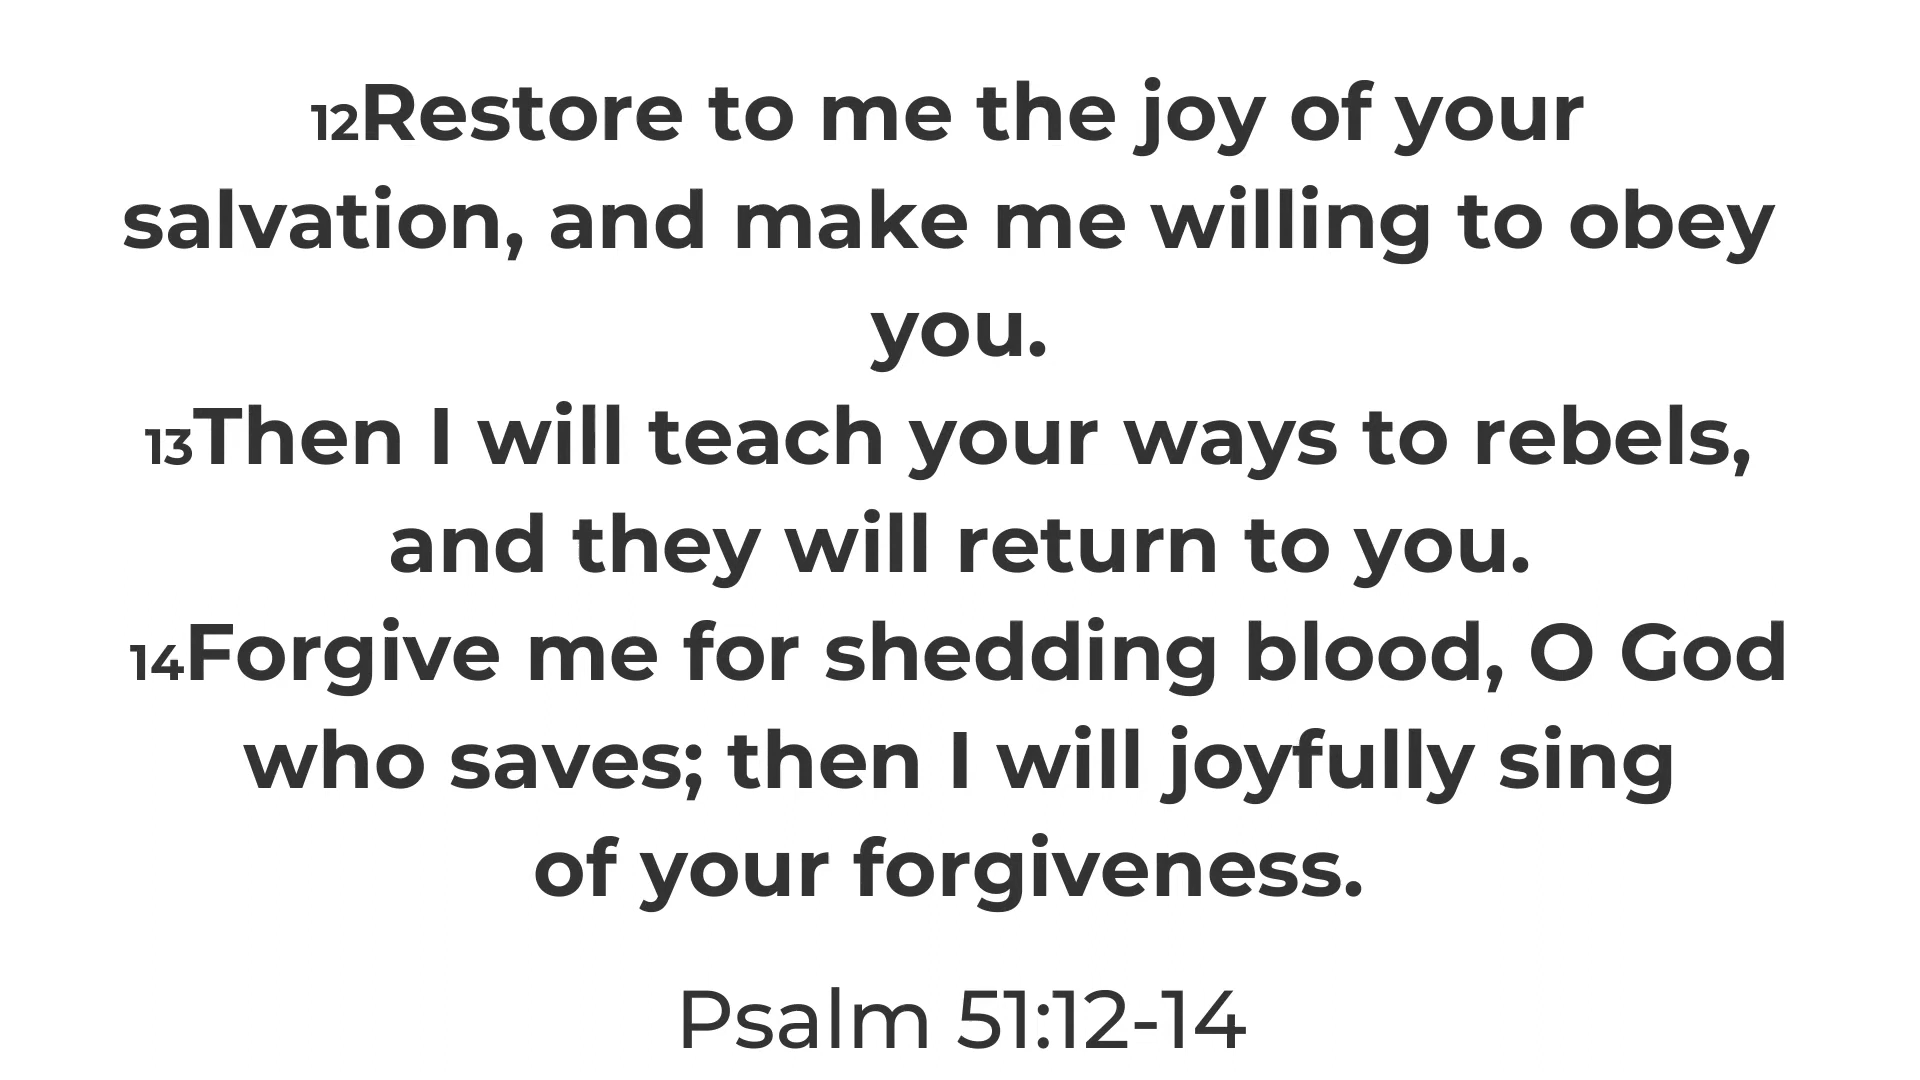 12Restore to me the joy of your
salvation, and make me willing to obey
you.
13Then I will teach your ways to rebels,
and they will return to you.
14Forgive me for shedding blood, O God
who saves; then I will joyfully sing
of your forgiveness.
Psalm 51:12-14